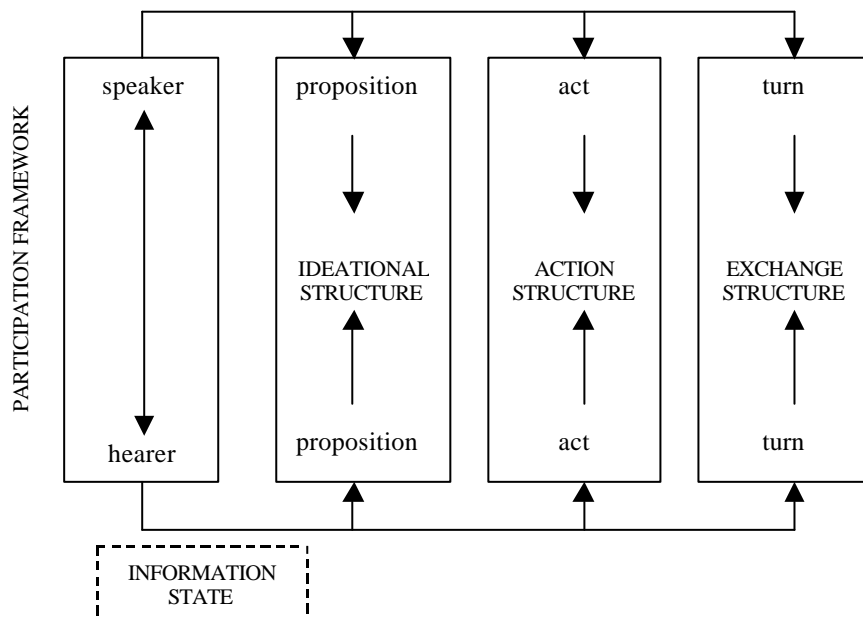 PARTICIPATION FRAMEWORK
speaker
hearer
proposition
IDEATIONAL
STRUCTURE
proposition
act
ACTION
STRUCTURE
act
turn
EXCHANGE
STRUCTURE
turn
INFORMATION
STATE